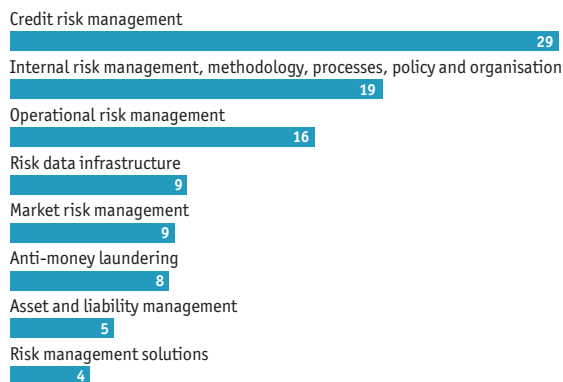 Credit risk management
29
Internal risk management, methodology, processes, policy and organisation
19
Operational risk management
16
Risk data infrastructure
9
Market risk management
9
Anti-money laundering
8
Asset and liability management
5
Risk management solutions
4